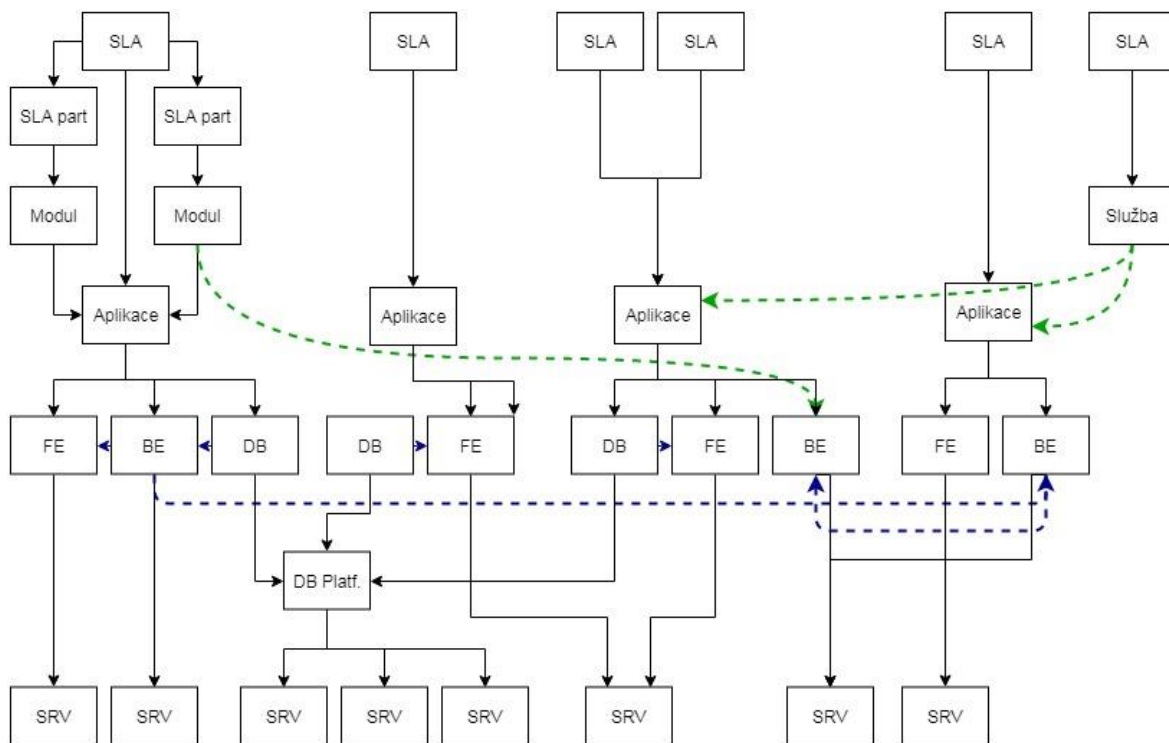 SLA
SLA
SLA
SLA
SLA
SLA
SLA part
SLA part
Modul
Modul
Služba
Aplikace
Aplikace
Aplikace
Aplikace
FE
BE
DB
DB
FE
DB
FE
BE
FE
BE
DB Platf.
SRV
SRV
SRV
SRV
SRV
SRV
SRV
SRV